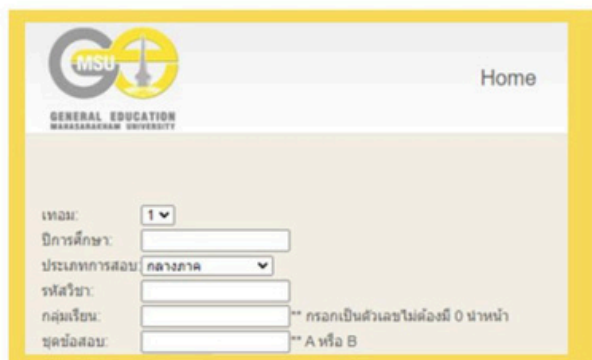 MSU
Home
GENERAL EDUCATION
MAHASARAKHAM UNIVERSITY
เทอม: 1
ปีการศึกษา:
ประเภทการสอบ: กลางภาค
รหัสวิชา:
กลุ่มเรียน: ** กรอกเป็นตัวเลขไม่ต้องมี 0 นำหน้า
ชุดข้อสอบ: ** A หรือ B